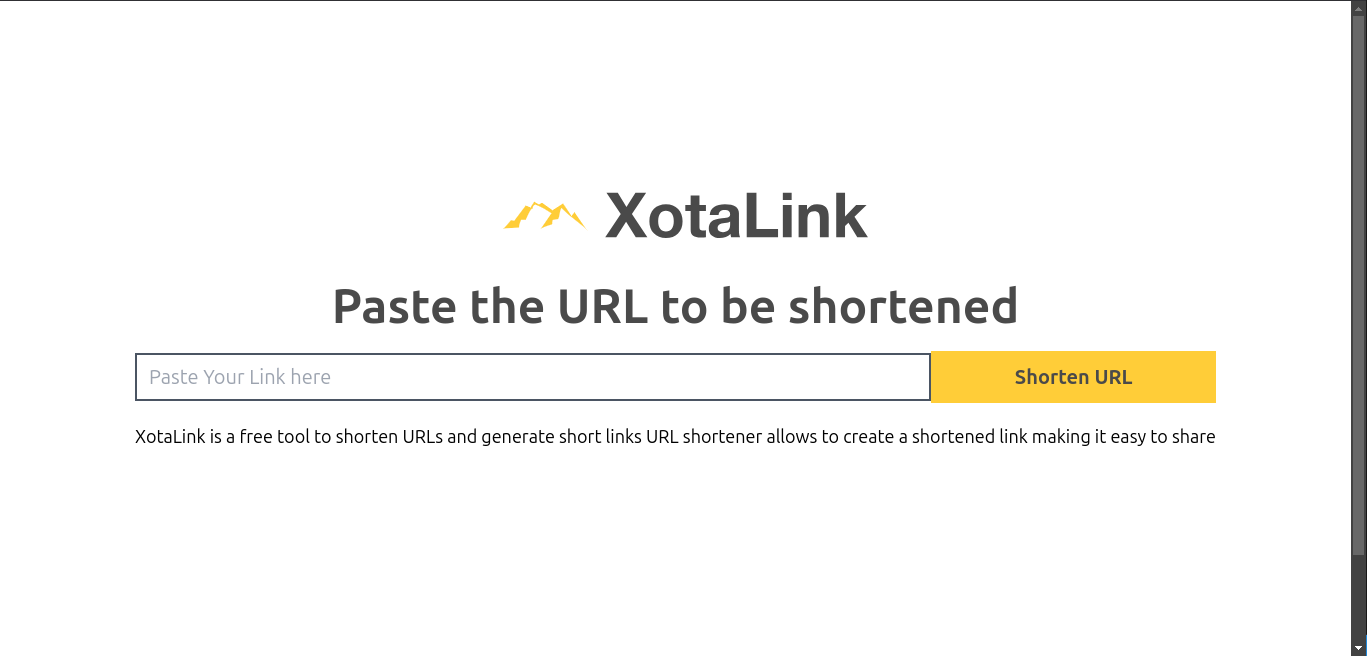 XotaLink
Paste the URL to be shortened
Paste Your Link here
Shorten URL
XotaLink is a free tool to shorten URLs and generate short links URL shortener allows to create a shortened link making it easy to share